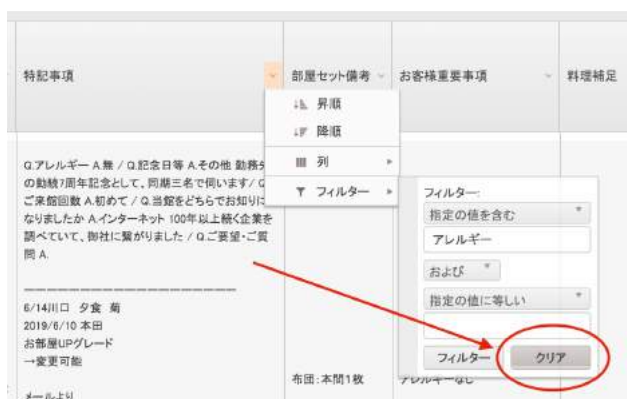 特記事項
部屋セット備考
お客様重要事項
料理補足
昇順
降順
列
フィルター
フィルター:
指定の値を含む
アレルギー
および
指定の値に等しい
フィルター
クリア
Q.アレルギー A.無 / Q.記念日等 A.その他 勤務
の勤続7周年記念として、同期三名で伺います/ Q
ご来館回数 A.初めて / Q.当館をどちらでお知りに
なりましたか A.インターネット 100年以上続く企業を
調べていて、御社に繋がりました / Q.ご要望・ご質
問 A.
--------------------
6/14川口 夕食 菊
2019/6/10 本田
お部屋UPグレード
→変更可能
メールより
布団:本間1枚
アレルギーなし